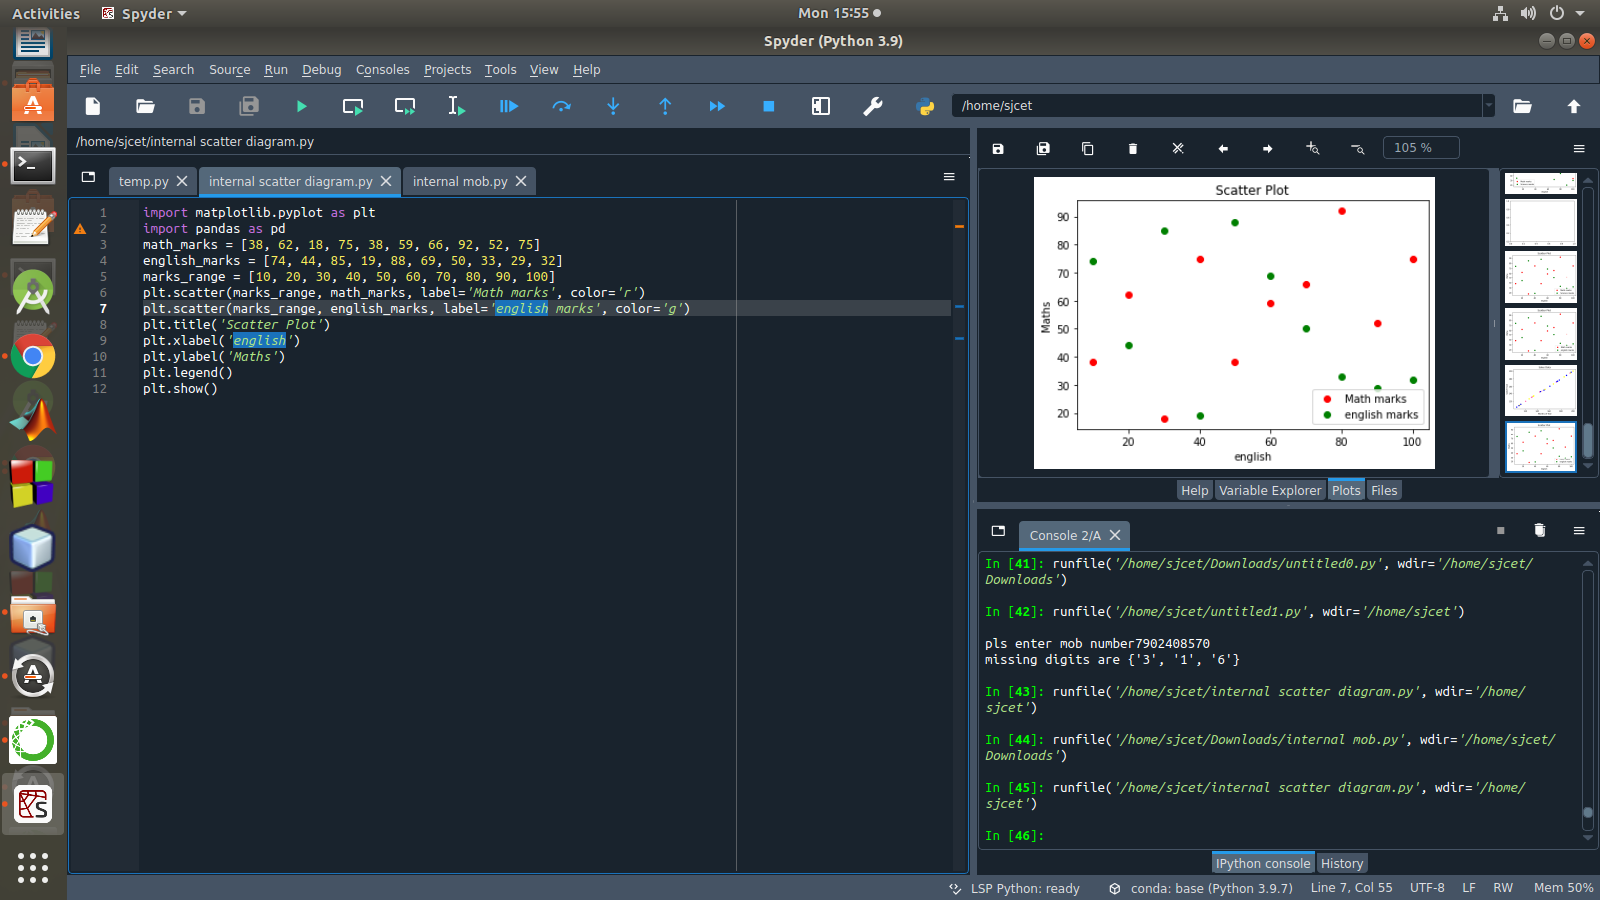 Activities
Spyder
Mon 15:55
Spyder (Python 3.9)
File Edit Search Source Run Debug Consoles Projects Tools View Help
/home/sjcet
/home/sjcet/internal scatter diagram.py
temp.py
internal scatter diagram.py
internal mob.py
1 import matplotlib.pyplot as plt
2 import pandas as pd
3 math_marks = [38, 62, 18, 75, 38, 59, 66, 92, 52, 75]
4 english_marks = [74, 44, 85, 19, 88, 69, 50, 33, 29, 32]
5 marks_range = [10, 20, 30, 40, 50, 60, 70, 80, 90, 100]
6 plt.scatter(marks_range, math_marks, label='Math marks', color='r')
7 plt.scatter(marks_range, english_marks, label='english marks', color='g')
8 plt.title('Scatter Plot')
9 plt.xlabel('english')
10 plt.ylabel('Maths')
11 plt.legend()
12 plt.show()
105 %
Scatter Plot
90
80
70
60
50
40
30
20
Maths
Math marks
english marks
20 40 60 80 100
english
Help Variable Explorer Plots Files
Console 2/A
In [41]: runfile('/home/sjcet/Downloads/untitled0.py', wdir='/home/sjcet/
Downloads')
In [42]: runfile('/home/sjcet/untitled1.py', wdir='/home/sjcet')
pls enter mob number7902408570
missing digits are {'3', '1', '6'}
In [43]: runfile('/home/sjcet/internal scatter diagram.py', wdir='/home/
sjcet')
In [44]: runfile('/home/sjcet/Downloads/internal mob.py', wdir='/home/sjcet/
Downloads')
In [45]: runfile('/home/sjcet/internal scatter diagram.py', wdir='/home/
sjcet')
In [46]:
IPython console History
LSP Python: ready conda: base (Python 3.9.7) Line 7, Col 55 UTF-8 LF RW Mem 50%